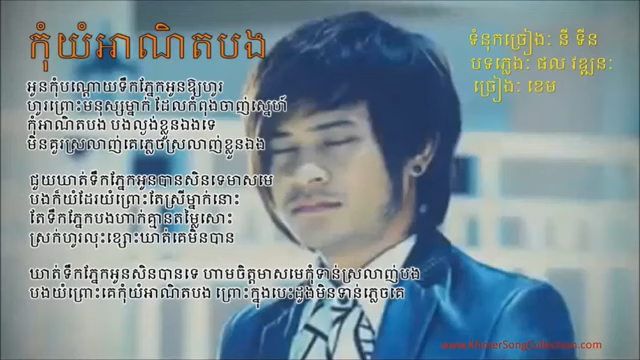 កុំយំអាណិតបង
ទំនុកច្រៀង: នី ទីន
បទភ្លេង: ផល វឌ្ឍនៈ
ច្រៀង: ខេម
អូនកុំបណ្តោយទឹកភ្នែកអូនឱ្យហូរ
ហូរព្រោះមនុស្សម្នាក់ ដែលកំពុងចាញ់ស្នេហ៍
កុំអាណិតបង បងល្ងង់ខ្លួនឯងទេ
មិនគួរស្រលាញ់គេភ្លេចស្រលាញ់ខ្លួនឯង
ជួយឃាត់ទឹកភ្នែកអូនបានសិនទេមាសមេ
បងក៏យំដែរយំព្រោះតែស្រីម្នាក់នោះ
តែទឹកភ្នែកបងហាក់គ្មានតម្លៃសោះ
ស្រក់ហូរលុះខ្សោះឃាត់គេមិនបាន
ឃាត់ទឹកភ្នែកអូនសិនបានទេ ហាមចិត្តមាសមេកុំទាន់ស្រលាញ់បង
បងយំព្រោះគេកុំយំអាណិតបង ព្រោះក្នុងបេះដូងមិនទាន់ភ្លេចគេ
www.KhmerSongCollection.com